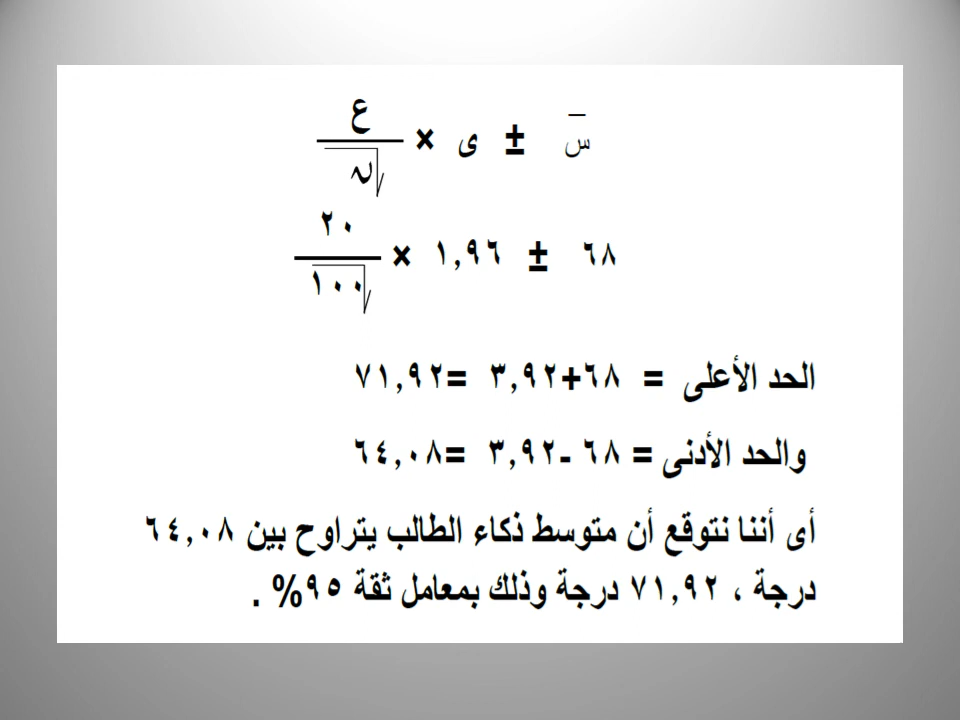 س̄ ± ى × ع
√ن
٦٨ ± ١,٩٦ × ٢٠
√١٠٠
الحد الأعلى = ٦٨+٣,٩٢ =٧١,٩٢
والحد الأدنى = ٦٨ -٣,٩٢ =٦٤,٠٨
أى أننا نتوقع أن متوسط ذكاء الطالب يتراوح بين ٦٤,٠٨
درجة ، ٧١,٩٢ درجة وذلك بمعامل ثقة ٩٥% .